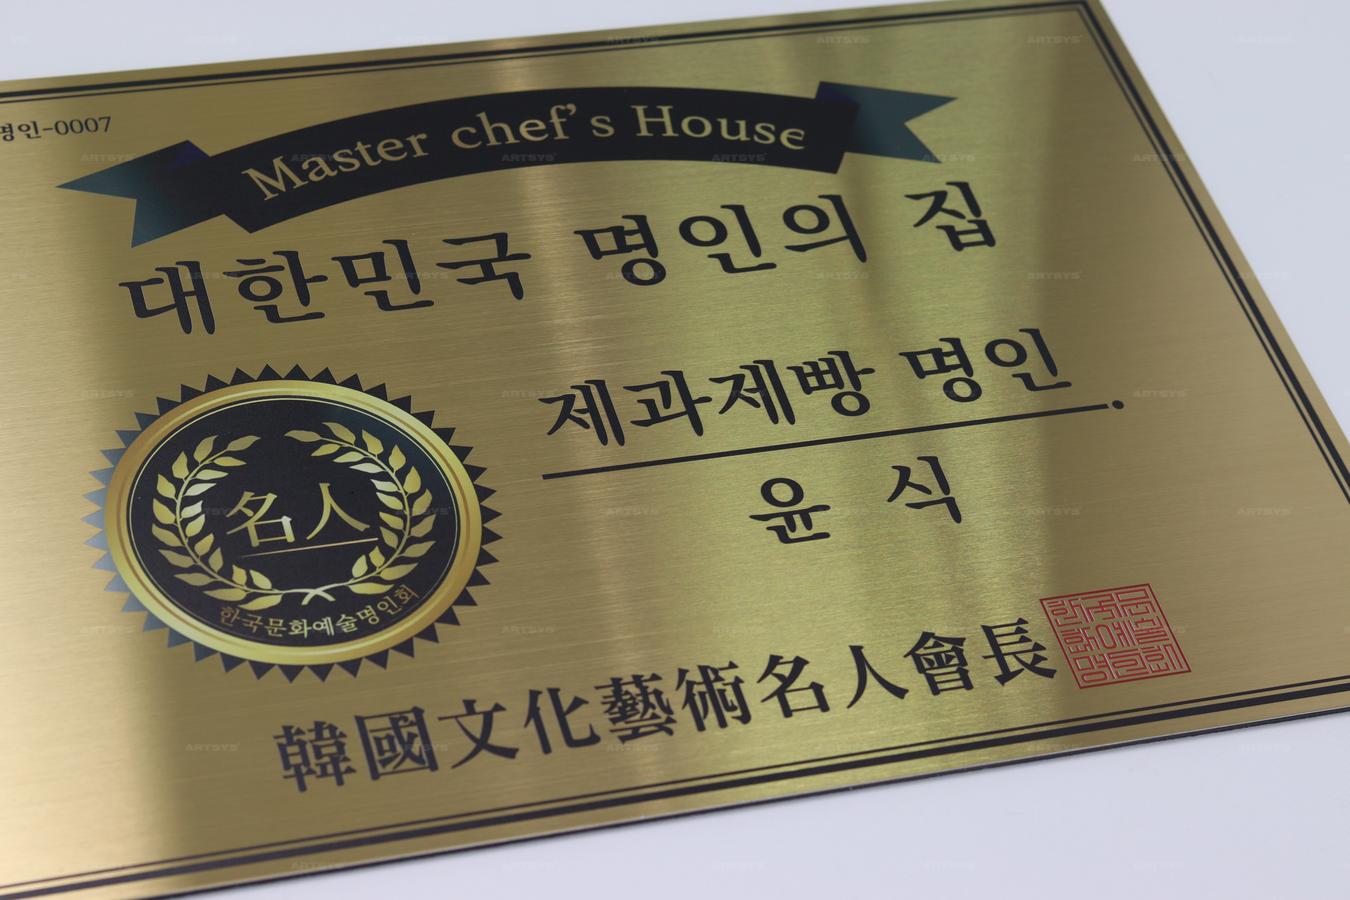 명인-0007
Master chef's House
대한민국 명인의 집
제과제빵 명인
윤 식
名人
한국문화예술명인회
韓國文化藝術名人會長
ARTSYS